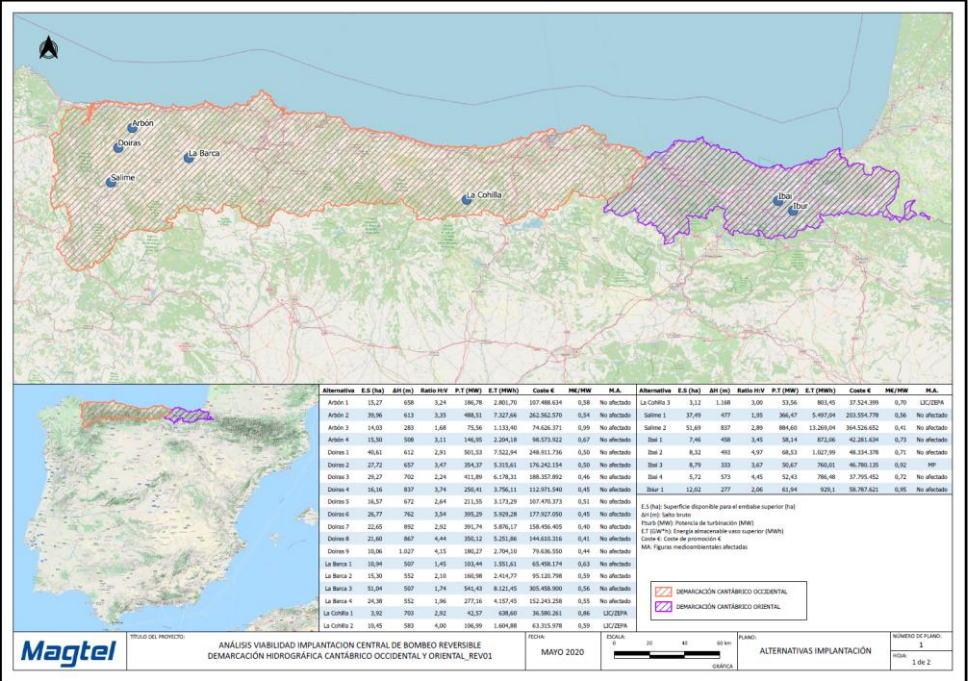 Arbón
Doiras
La Barca
Salime
La Cohilla
Ibai
Ibur
Alternativa E.S (ha) ΔH (m) Ratio H:V P.T (MW) E.T (MWh) Coste € M€/MW M.A.
Arbón 1 15,27 658 3,24 186,78 2.801,70 107.488.634 0,58 No afectado
Arbón 2 39,96 613 3,35 488,51 7.327,66 262.562.570 0,54 No afectado
Arbón 3 14,03 283 1,68 75,56 1.133,40 74.626.371 0,99 No afectado
Arbón 4 15,50 508 3,11 146,95 2.204,18 98.573.922 0,67 No afectado
Doiras 1 40,61 612 2,91 501,53 7.522,94 248.911.736 0,50 No afectado
Doiras 2 27,72 657 3,47 354,37 5.315,61 176.242.154 0,50 No afectado
Doiras 3 29,27 702 2,24 411,89 6.178,31 188.357.892 0,46 No afectado
Doiras 4 16,16 837 3,74 250,41 3.756,11 112.971.540 0,45 No afectado
Doiras 5 16,57 672 2,64 211,55 3.173,29 107.470.373 0,51 No afectado
Doiras 6 26,77 762 3,54 395,29 5.929,28 177.927.050 0,45 No afectado
Doiras 7 22,65 892 2,92 391,74 5.876,17 158.456.405 0,40 No afectado
Doiras 8 21,60 867 4,44 350,12 5.251,86 144.610.316 0,41 No afectado
Doiras 9 10,06 1.027 4,15 180,27 2.704,10 79.636.550 0,44 No afectado
La Barca 1 10,94 507 1,45 103,44 1.551,61 65.458.174 0,63 No afectado
La Barca 2 15,30 552 2,10 160,98 2.414,77 95.120.798 0,59 No afectado
La Barca 3 51,04 507 1,74 541,43 8.121,45 305.458.900 0,56 No afectado
La Barca 4 24,38 552 1,96 277,16 4.157,45 152.243.258 0,55 No afectado
La Cohilla 1 3,92 703 2,92 42,57 638,60 36.580.261 0,86 LIC/ZEPA
La Cohilla 2 10,45 583 4,00 106,99 1.604,88 63.315.978 0,59 LIC/ZEPA
Alternativa E.S (ha) ΔH (m) Ratio H:V P.T (MW) E.T (MWh) Coste € M€/MW M.A.
La Cohilla 3 3,12 1.168 3,00 53,56 803,45 37.524.399 0,70 LIC/ZEPA
Salime 1 37,49 477 1,95 366,47 5.497,04 203.554.778 0,56 No afectado
Salime 2 51,69 837 2,89 884,60 13.269,04 364.526.652 0,41 No afectado
Ibai 1 7,46 458 3,45 58,14 872,06 42.281.634 0,73 No afectado
Ibai 2 8,32 493 4,97 68,53 1.027,99 48.334.378 0,71 No afectado
Ibai 3 8,79 333 3,67 50,67 760,01 46.780.135 0,92 MP
Ibai 4 5,72 573 4,45 52,43 786,48 37.795.452 0,72 No afectado
Ibiur 1 12,02 277 2,06 61,94 929,1 58.787.621 0,95 No afectado
E.S (ha): Superficie disponible para el embalse superior (ha)
ΔH (m): Salto bruto
Pturb (MW): Potencia de turbinación (MW)
E.T (GW*h): Energía almacenable vaso superior (MWh)
Coste €: Coste de promoción €
MA: Figuras medioambientales afectadas
DEMARCACIÓN CANTÁBRICO OCCIDENTAL
DEMARCACIÓN CANTÁBRICO ORIENTAL
Magtel
TÍTULO DEL PROYECTO:
ANÁLISIS VIABILIDAD IMPLANTACION CENTRAL DE BOMBEO REVERSIBLE
DEMARCACIÓN HIDROGRÁFICA CANTÁBRICO OCCIDENTAL Y ORIENTAL_REV01
FECHA:
MAYO 2020
ESCALA:
0 20 40 60 km
GRÁFICA
PLANO:
ALTERNATIVAS IMPLANTACIÓN
NÚMERO DE PLANO:
1
HOJA:
1 de 2